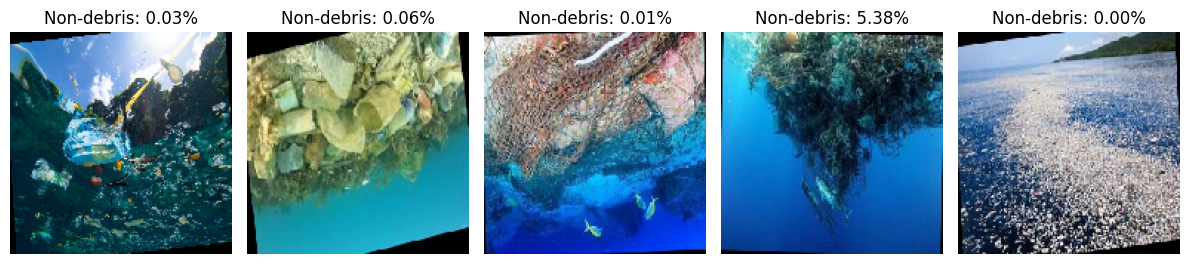 Non-debris: 0.03%
Non-debris: 0.06%
Non-debris: 0.01%
Non-debris: 5.38%
Non-debris: 0.00%